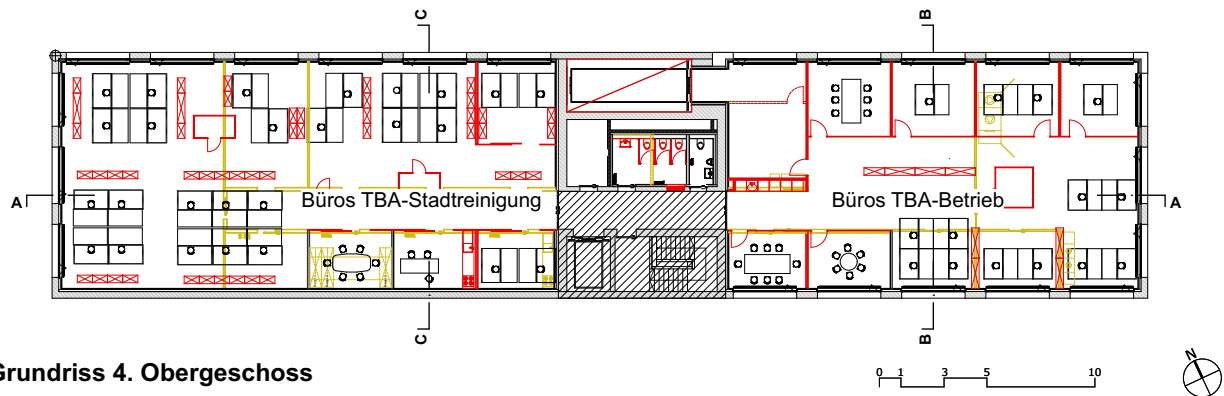 C
B
A
Büros TBA-Stadtreinigung
Büros TBA-Betrieb
A
C
B
Grundriss 4. Obergeschoss
0 1 3 5 10
N